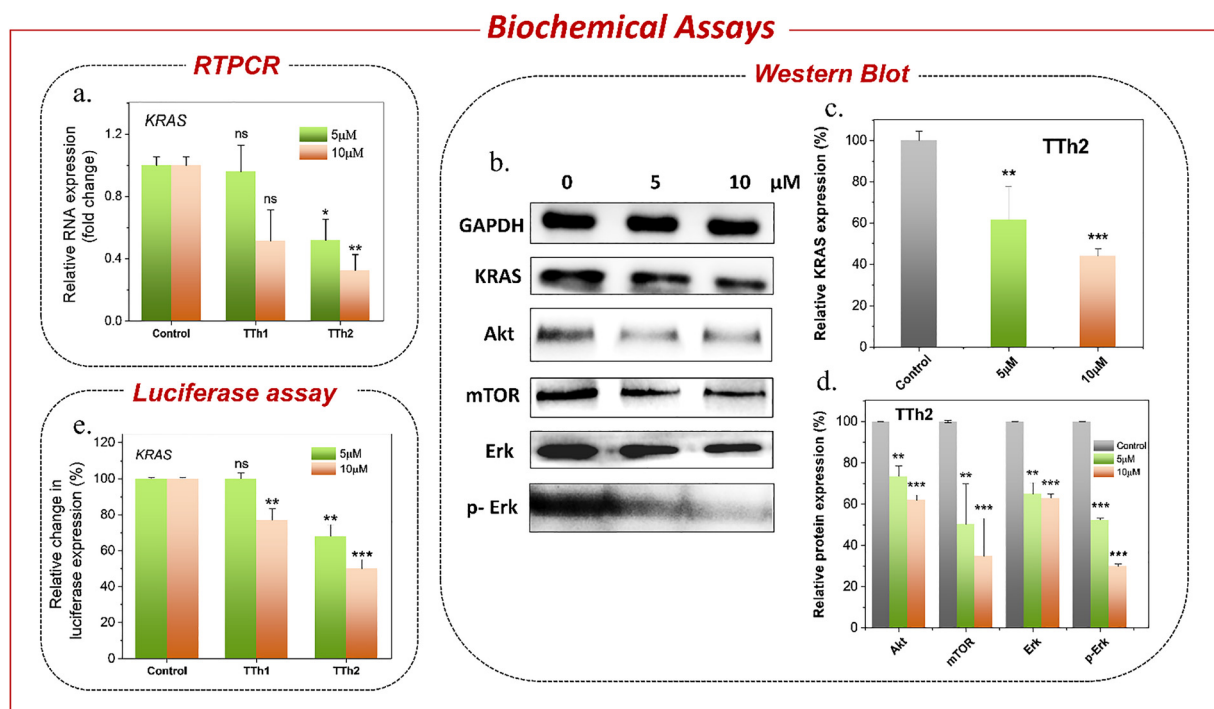 Biochemical Assays
RTPCR
a.
KRAS
ns
5μM
10μM
ns
*
**
1.2
0.8
0.4
0.0
Relative RNA expression
(fold change)
Control TTh1 TTh2
Luciferase assay
e.
KRAS
ns
5μM
10μM
**
**
***
120
100
80
60
40
20
0
Relative change in
luciferase expression (%)
Control TTh1 TTh2
Western Blot
b.
0 5 10 μM
GAPDH
KRAS
Akt
mTOR
Erk
p- Erk
c.
TTh2
**
***
100
80
60
40
20
0
Relative KRAS expression (%)
Control 5μM 10μM
d.
TTh2
Control
5μM
10μM
** *** ** *** ** *** *** ***
100
80
60
40
20
0
Relative protein expression (%)
Akt mTOR Erk p-Erk